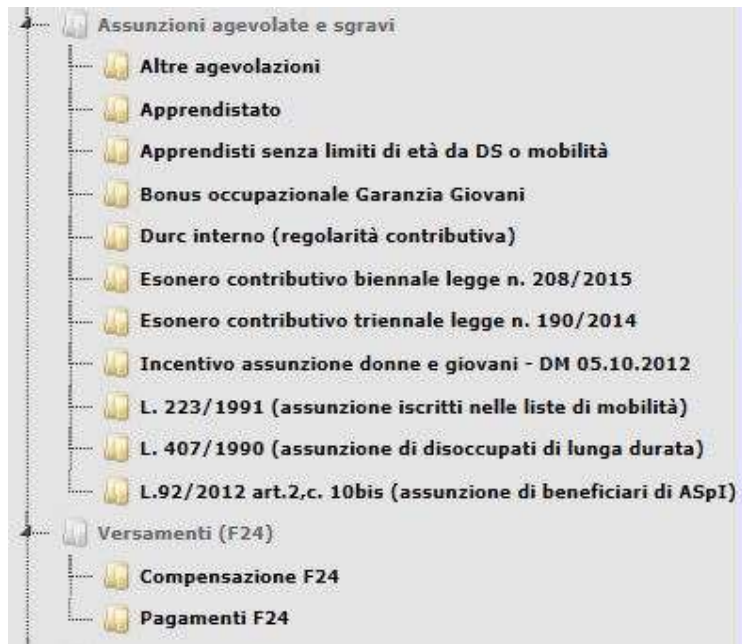 Assunzioni agevolate e sgravi
Altre agevolazioni
Apprendistato
Apprendisti senza limiti di età da DS o mobilità
Bonus occupazionale Garanzia Giovani
Durc interno (regolarità contributiva)
Esonero contributivo biennale legge n. 208/2015
Esonero contributivo triennale legge n. 190/2014
Incentivo assunzione donne e giovani - DM 05.10.2012
L. 223/1991 (assunzione iscritti nelle liste di mobilità)
L. 407/1990 (assunzione di disoccupati di lunga durata)
L.92/2012 art.2,c. 10bis (assunzione di beneficiari di ASpI)
Versamenti (F24)
Compensazione F24
Pagamenti F24